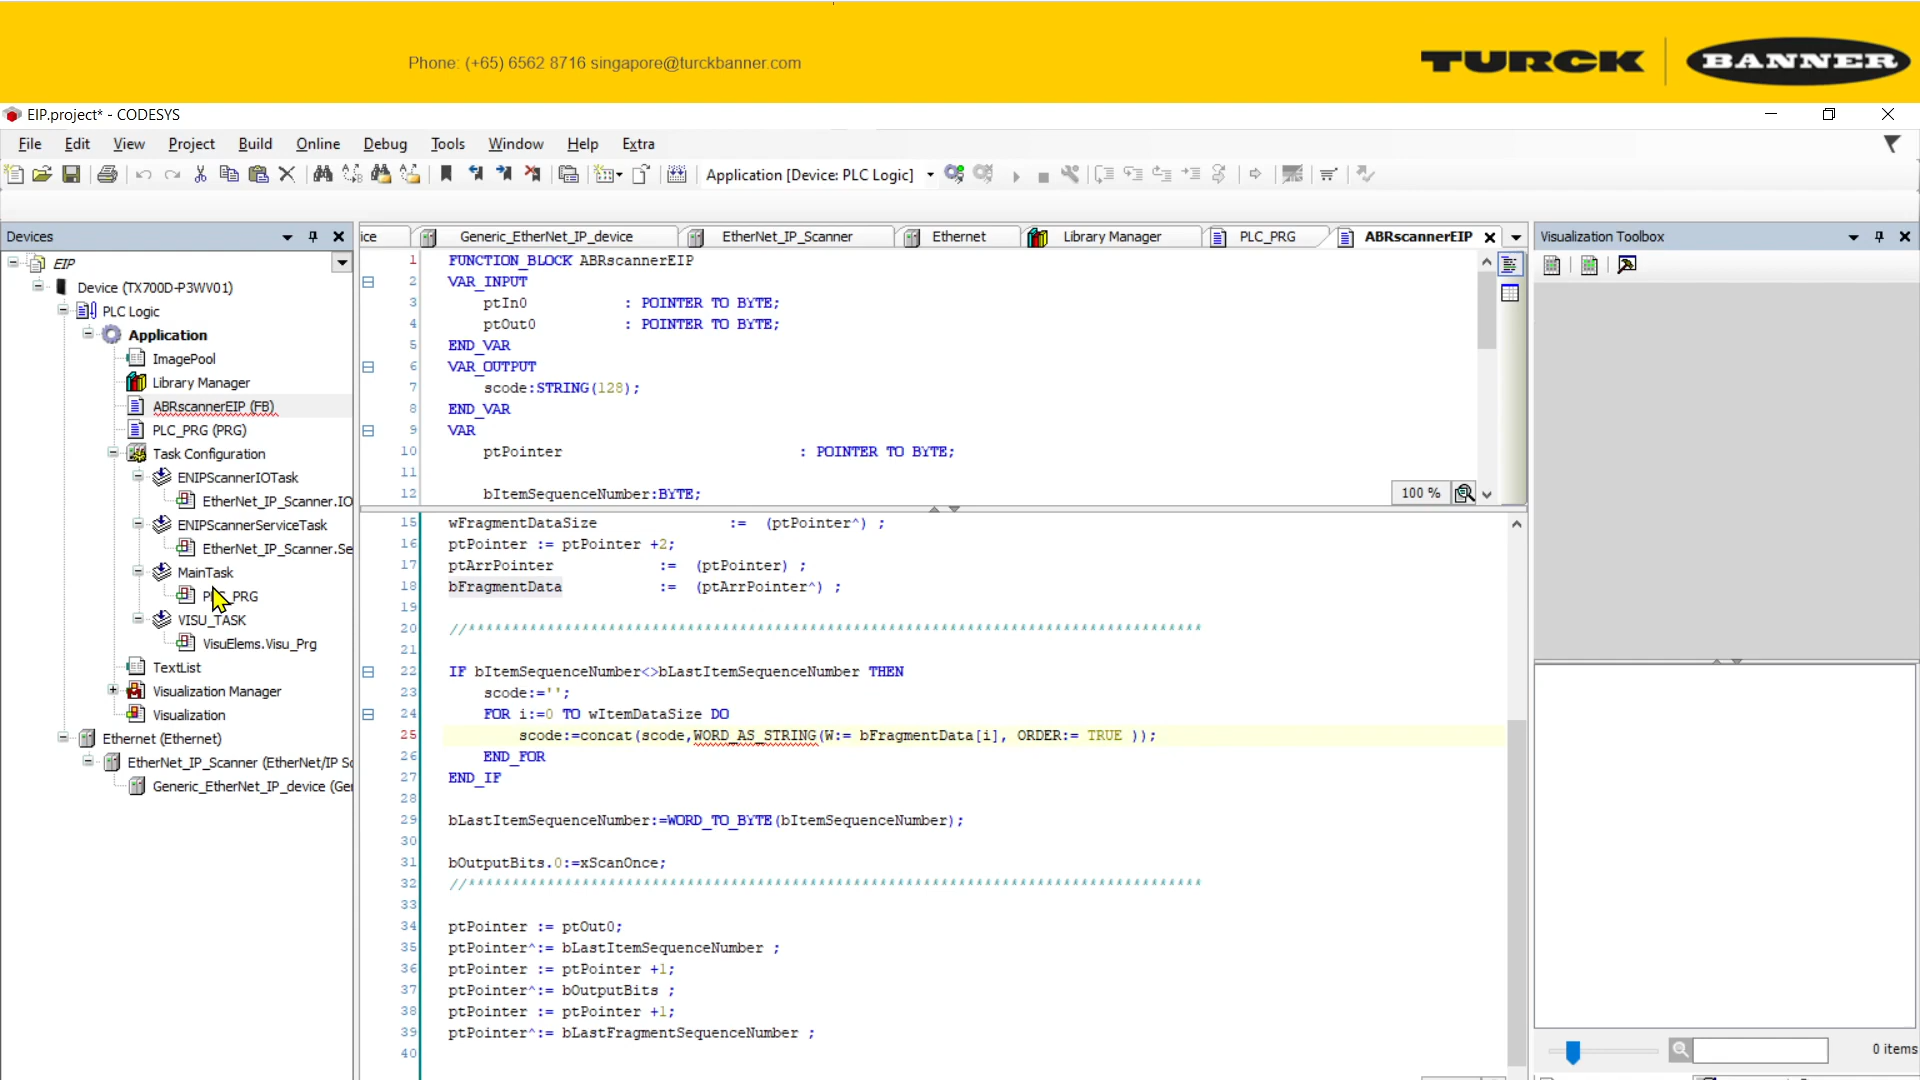 Phone: (+65) 6562 8716 singapore@turckbanner.com
TURCK
BANNER
EIP.project* - CODESYS
File Edit View Project Build Online Debug Tools Window Help Extra
Application [Device: PLC Logic]
Devices
EIP
Device (TX700D-P3WV01)
PLC Logic
Application
ImagePool
Library Manager
ABRscannerEIP (FB)
PLC_PRG (PRG)
Task Configuration
ENIPScannerIOTask
EtherNet_IP_Scanner.IO
ENIPScannerServiceTask
EtherNet_IP_Scanner.Se
MainTask
PRG
VISU_TASK
VisuElems.Visu_Prg
TextList
Visualization Manager
Visualization
Ethernet (Ethernet)
EtherNet_IP_Scanner (EtherNet/IP Sc
Generic_EtherNet_IP_device (Ge
ice Generic_EtherNet_IP_device EtherNet_IP_Scanner Ethernet Library Manager PLC_PRG ABRscannerEIP
1 FUNCTION_BLOCK ABRscannerEIP
2 VAR_INPUT
3 ptIn0 : POINTER TO BYTE;
4 ptOut0 : POINTER TO BYTE;
5 END_VAR
6 VAR_OUTPUT
7 scode:STRING(128);
8 END_VAR
9 VAR
10 ptPointer : POINTER TO BYTE;
11
12 bItemSequenceNumber:BYTE;
100 %
15 wFragmentDataSize := (ptPointer^) ;
16 ptPointer := ptPointer +2;
17 ptArrPointer := (ptPointer) ;
18 bFragmentData := (ptArrPointer^) ;
19
20 //************************************************************************************
21
22 IF bItemSequenceNumber<>bLastItemSequenceNumber THEN
23 scode:='';
24 FOR i:=0 TO wItemDataSize DO
25 scode:=concat(scode,WORD_AS_STRING(W:= bFragmentData[i], ORDER:= TRUE ));
26 END_FOR
27 END_IF
28
29 bLastItemSequenceNumber:=WORD_TO_BYTE(bItemSequenceNumber);
30
31 bOutputBits.0:=xScanOnce;
32 //************************************************************************************
33
34 ptPointer := ptOut0;
35 ptPointer^:= bLastItemSequenceNumber ;
36 ptPointer := ptPointer +1;
37 ptPointer^:= bOutputBits ;
38 ptPointer := ptPointer +1;
39 ptPointer^:= bLastFragmentSequenceNumber ;
40
Visualization Toolbox
0 items